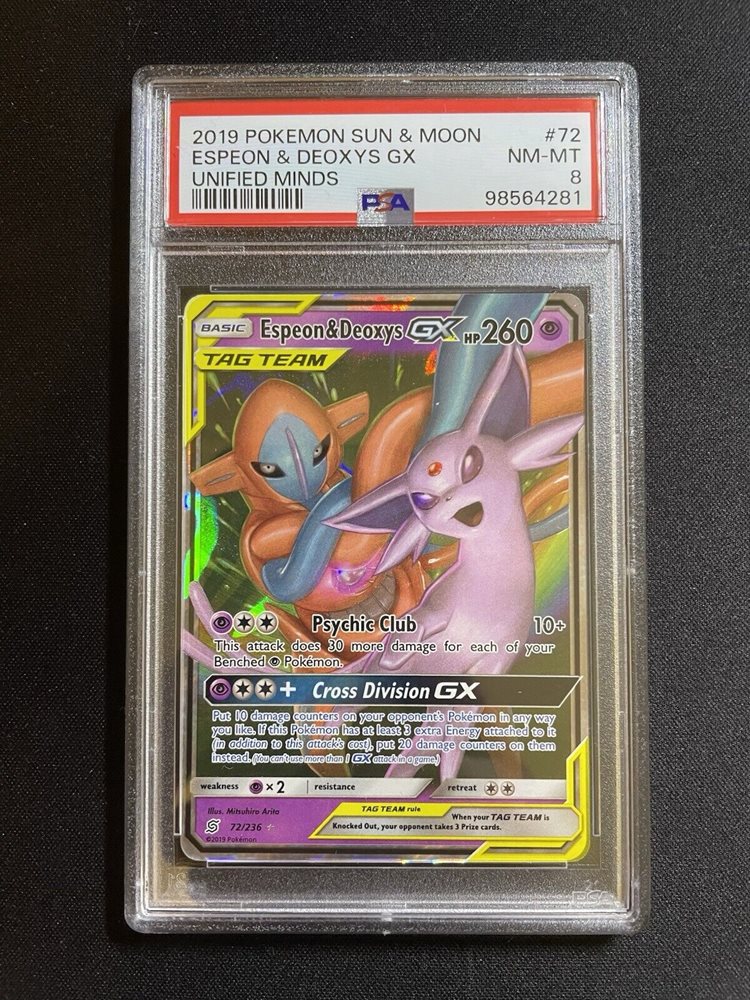 2019 POKEMON SUN & MOON #72
ESPEON & DEOXYS GX NM-MT
UNIFIED MINDS 8
PSA 98564281
BASIC Espeon&Deoxys GX HP 260
TAG TEAM
Psychic Club 10+
This attack does 30 more damage for each of your
Benched Pokémon.
+ Cross Division GX
Put 10 damage counters on your opponent's Pokémon in any way
you like. If this Pokémon has at least 3 extra Energy attached to it
(in addition to this attack's cost), put 20 damage counters on them
instead. (You can't use more than 1 GX attack in a game.)
weakness ×2 resistance retreat
Illus. Mitsuhiro Arita
TAG TEAM rule
When your TAG TEAM is
Knocked Out, your opponent takes 3 Prize cards.
72/236
©2019 Pokémon
PSA